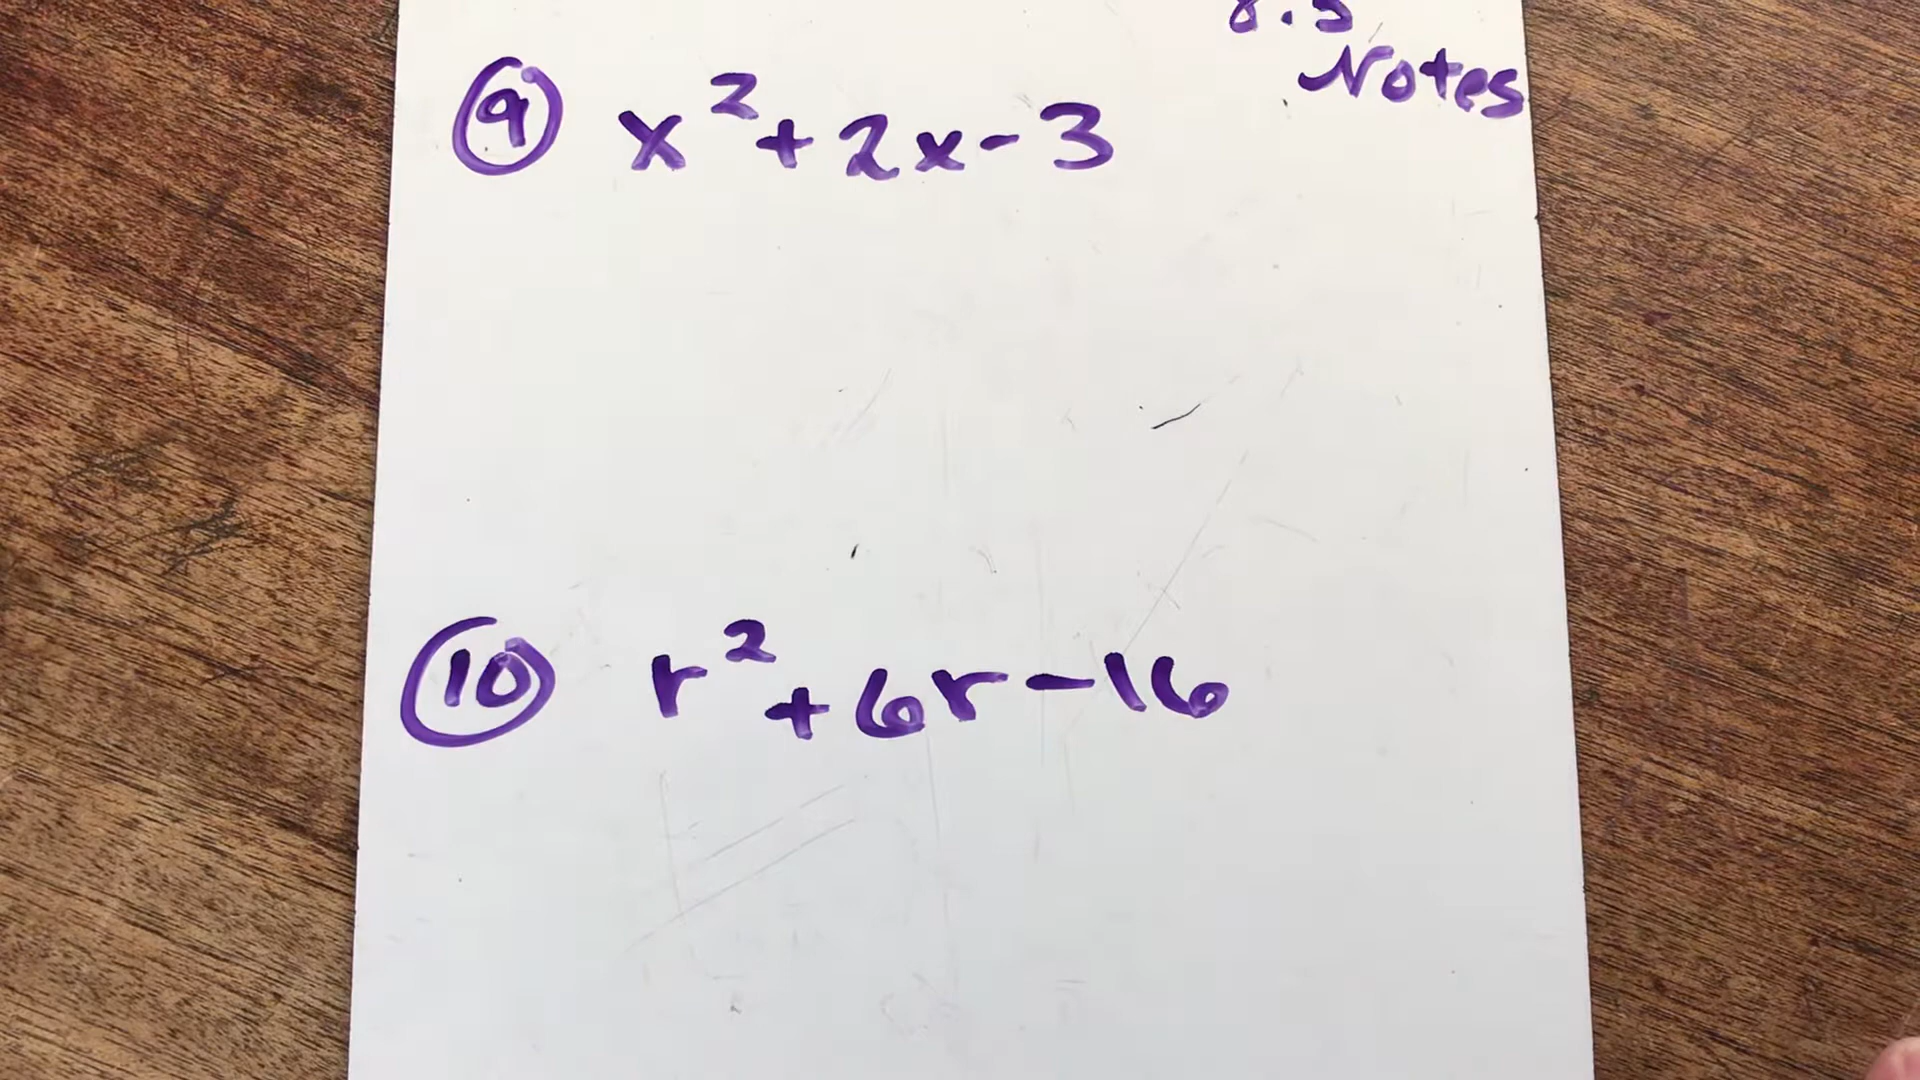 8.5
Notes
9 x² + 2x - 3
10 r² + 6r - 16